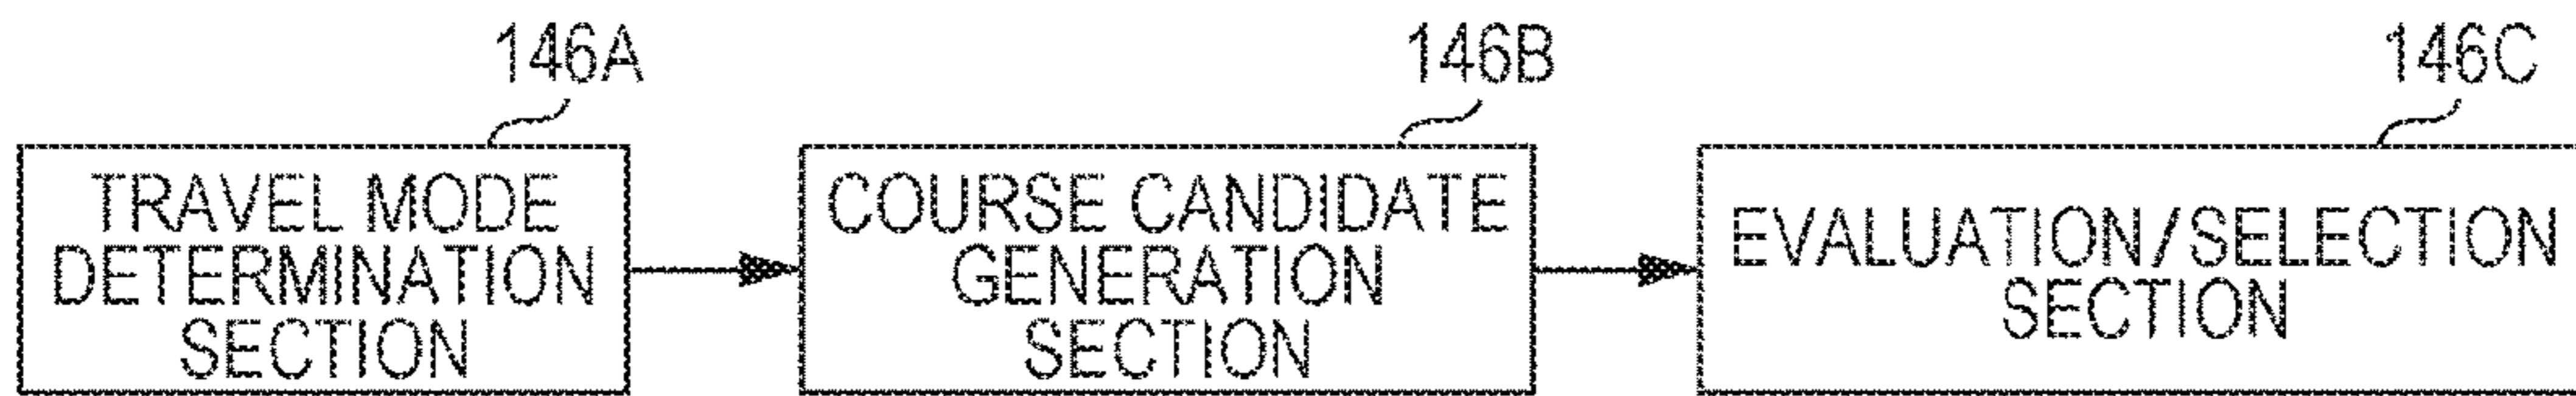 146A
146B
146C
TRAVEL MODE
DETERMINATION
SECTION
COURSE CANDIDATE
GENERATION
SECTION
EVALUATION/SELECTION
SECTION